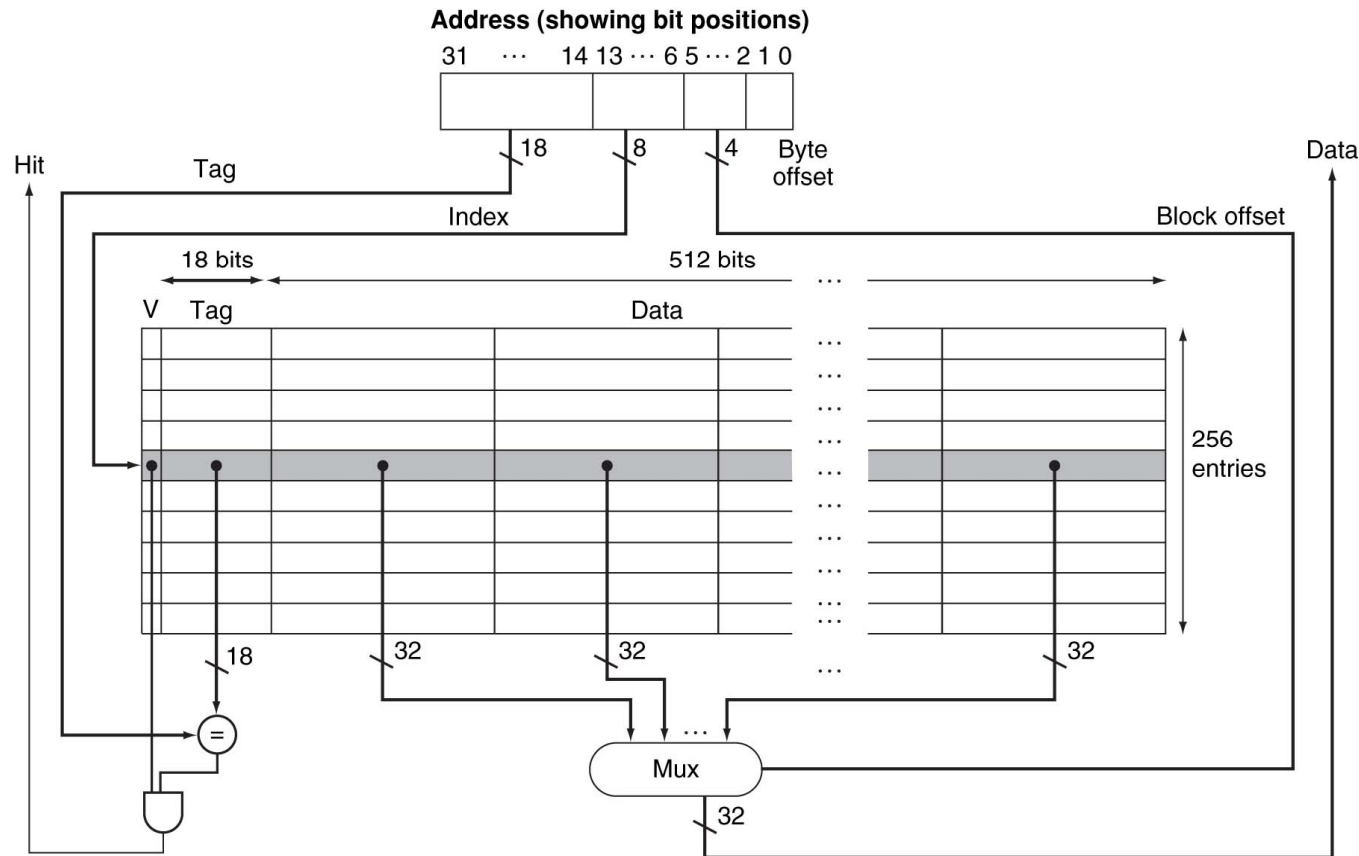 Address (showing bit positions)
31 ... 14 13 ... 6 5 ... 2 1 0
18 8 4 Byte offset
Hit Tag Data
Index Block offset
18 bits 512 bits ...
V Tag Data
...
...
...
...
256 entries
...
...
...
...
...
18 32 32 ... 32
=
...
Mux
32